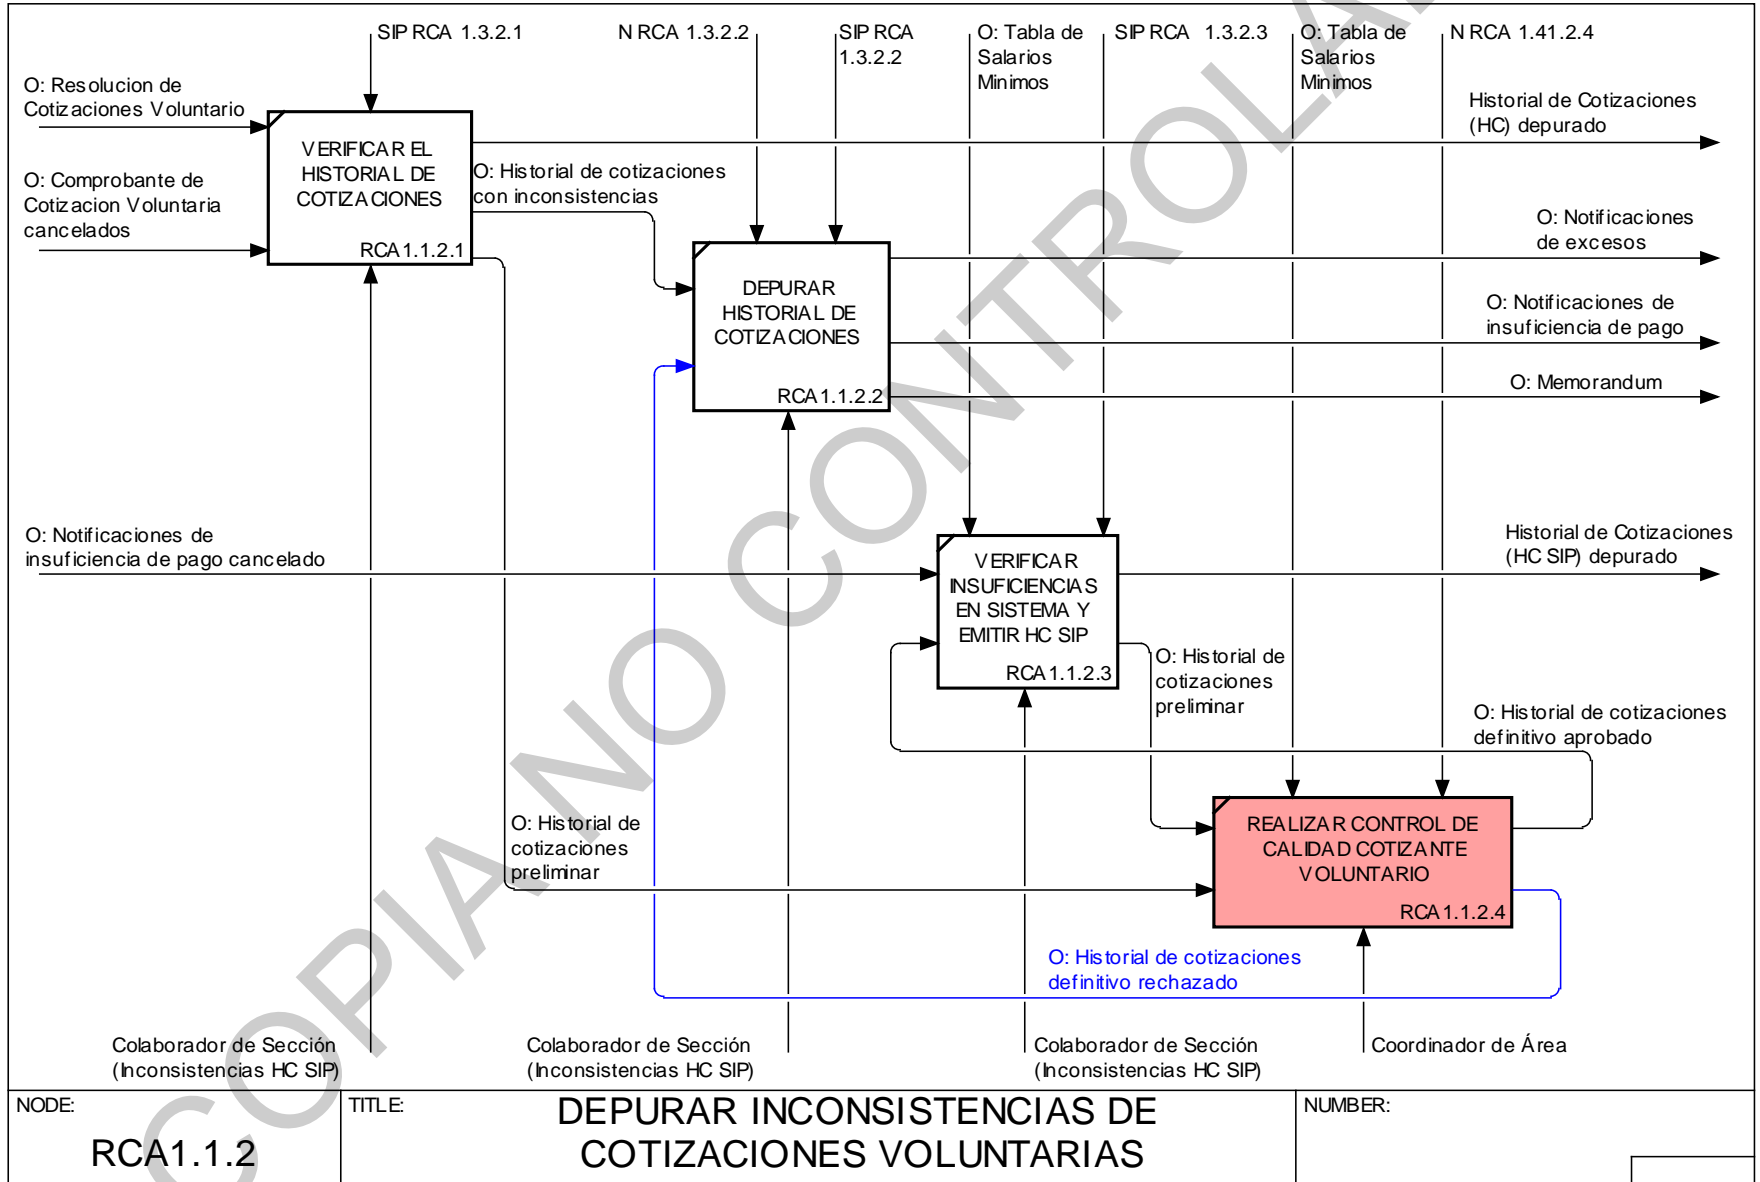 SIP RCA 1.3.2.1
N RCA 1.3.2.2
SIP RCA
1.3.2.2
O: Tabla de
Salarios
Minimos
SIP RCA 1.3.2.3
O: Tabla de
Salarios
Minimos
N RCA 1.41.2.4
O: Resolucion de
Cotizaciones Voluntario
O: Comprobante de
Cotizacion Voluntaria
cancelados
VERIFICAR EL
HISTORIAL DE
COTIZACIONES
RCA1.1.2.1
Historial de Cotizaciones
(HC) depurado
O: Historial de cotizaciones
con inconsistencias
O: Notificaciones
de excesos
DEPURAR
HISTORIAL DE
COTIZACIONES
RCA1.1.2.2
O: Notificaciones de
insuficiencia de pago
O: Memorandum
O: Notificaciones de
insuficiencia de pago cancelado
VERIFICAR
INSUFICIENCIAS
EN SISTEMA Y
EMITIR HC SIP
RCA1.1.2.3
Historial de Cotizaciones
(HC SIP) depurado
O: Historial de
cotizaciones
preliminar
O: Historial de cotizaciones
definitivo aprobado
O: Historial de
cotizaciones
preliminar
REALIZAR CONTROL DE
CALIDAD COTIZANTE
VOLUNTARIO
RCA1.1.2.4
O: Historial de cotizaciones
definitivo rechazado
Colaborador de Sección
(Inconsistencias HC SIP)
Colaborador de Sección
(Inconsistencias HC SIP)
Colaborador de Sección
(Inconsistencias HC SIP)
Coordinador de Área
NODE:
RCA1.1.2
TITLE:
DEPURAR INCONSISTENCIAS DE
COTIZACIONES VOLUNTARIAS
NUMBER:
COPIA NO CONTROLA